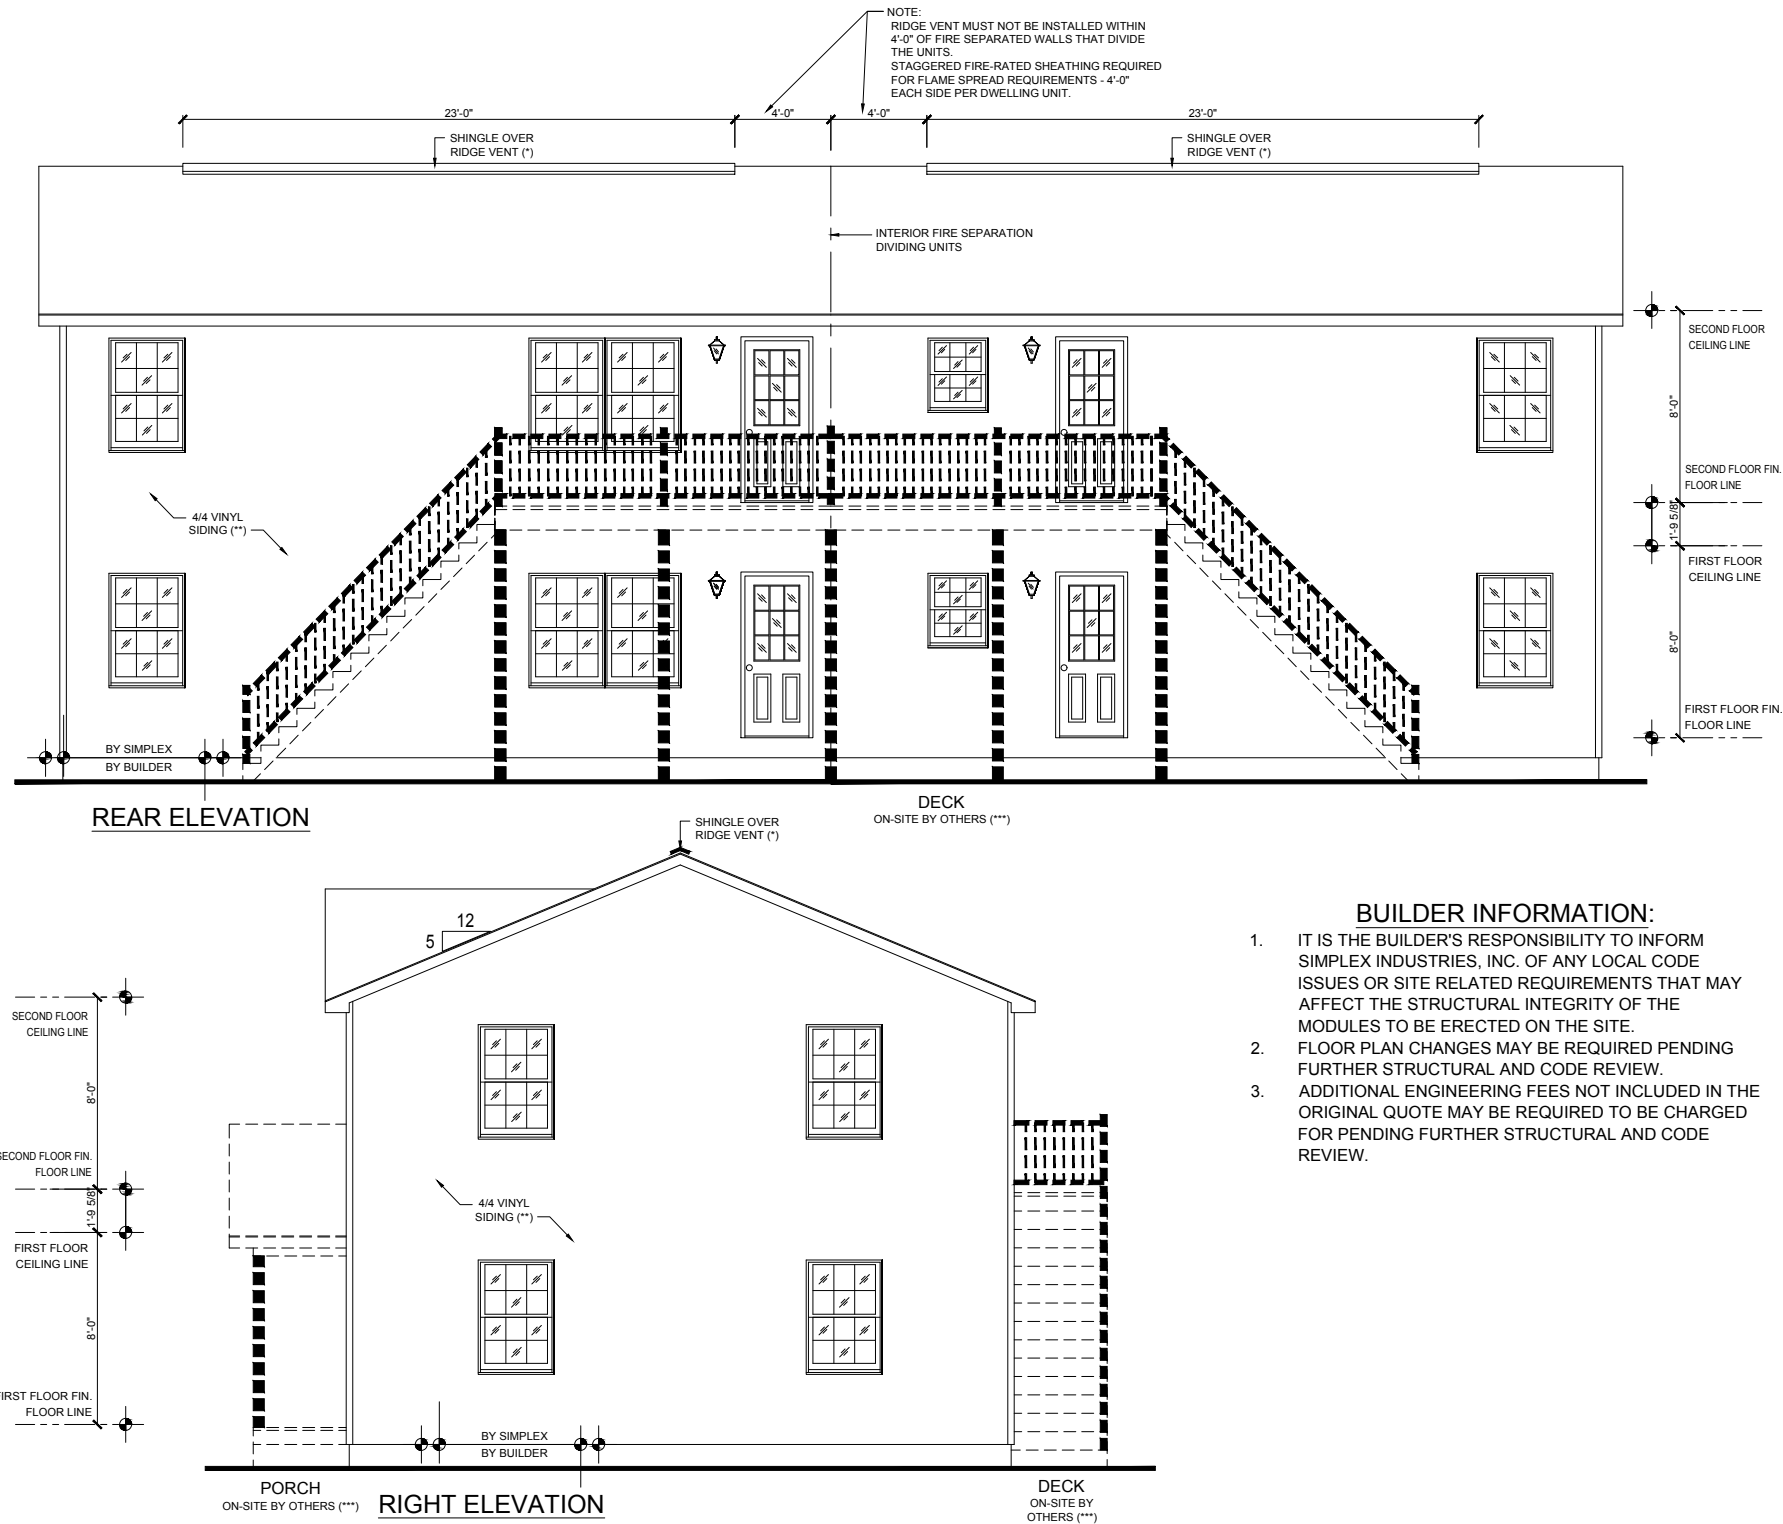 NOTE:
RIDGE VENT MUST NOT BE INSTALLED WITHIN
4'-0" OF FIRE SEPARATED WALLS THAT DIVIDE
THE UNITS.
STAGGERED FIRE-RATED SHEATHING REQUIRED
FOR FLAME SPREAD REQUIREMENTS - 4'-0"
EACH SIDE PER DWELLING UNIT.
23'-0"
4'-0"
4'-0"
23'-0"
SHINGLE OVER
RIDGE VENT (*)
SHINGLE OVER
RIDGE VENT (*)
INTERIOR FIRE SEPARATION
DIVIDING UNITS
SECOND FLOOR
CEILING LINE
8'-0"
SECOND FLOOR FIN.
FLOOR LINE
1'-9 5/8"
FIRST FLOOR
CEILING LINE
8'-0"
FIRST FLOOR FIN.
FLOOR LINE
4/4 VINYL
SIDING (**)
BY SIMPLEX
BY BUILDER
REAR ELEVATION
DECK
ON-SITE BY OTHERS (***)
SHINGLE OVER
RIDGE VENT (*)
12
5
SECOND FLOOR
CEILING LINE
8'-0"
SECOND FLOOR FIN.
FLOOR LINE
1'-9 5/8"
FIRST FLOOR
CEILING LINE
8'-0"
FIRST FLOOR FIN.
FLOOR LINE
4/4 VINYL
SIDING (**)
BY SIMPLEX
BY BUILDER
PORCH
ON-SITE BY OTHERS (***)
RIGHT ELEVATION
DECK
ON-SITE BY
OTHERS (***)
BUILDER INFORMATION:
1. IT IS THE BUILDER'S RESPONSIBILITY TO INFORM
SIMPLEX INDUSTRIES, INC. OF ANY LOCAL CODE
ISSUES OR SITE RELATED REQUIREMENTS THAT MAY
AFFECT THE STRUCTURAL INTEGRITY OF THE
MODULES TO BE ERECTED ON THE SITE.
2. FLOOR PLAN CHANGES MAY BE REQUIRED PENDING
FURTHER STRUCTURAL AND CODE REVIEW.
3. ADDITIONAL ENGINEERING FEES NOT INCLUDED IN THE
ORIGINAL QUOTE MAY BE REQUIRED TO BE CHARGED
FOR PENDING FURTHER STRUCTURAL AND CODE
REVIEW.